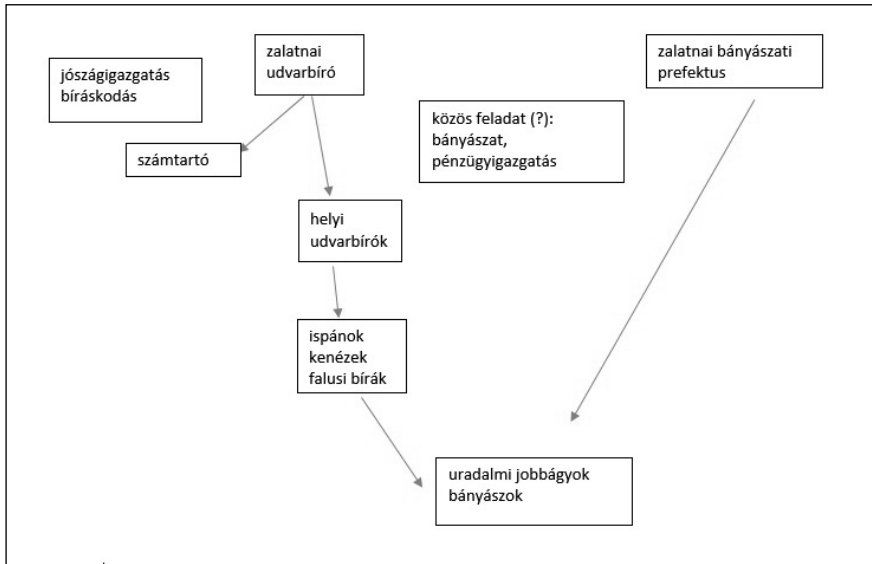 zalatnai
udvarbíró
zalatnai bányászati
prefektus
jószágigazgatás
bíráskodás
közös feladat (?):
bányászat,
pénzügyigazgatás
számtartó
helyi
udvarbírók
ispánok
kenézek
falusi bírák
uradalmi jobbágyok
bányászok